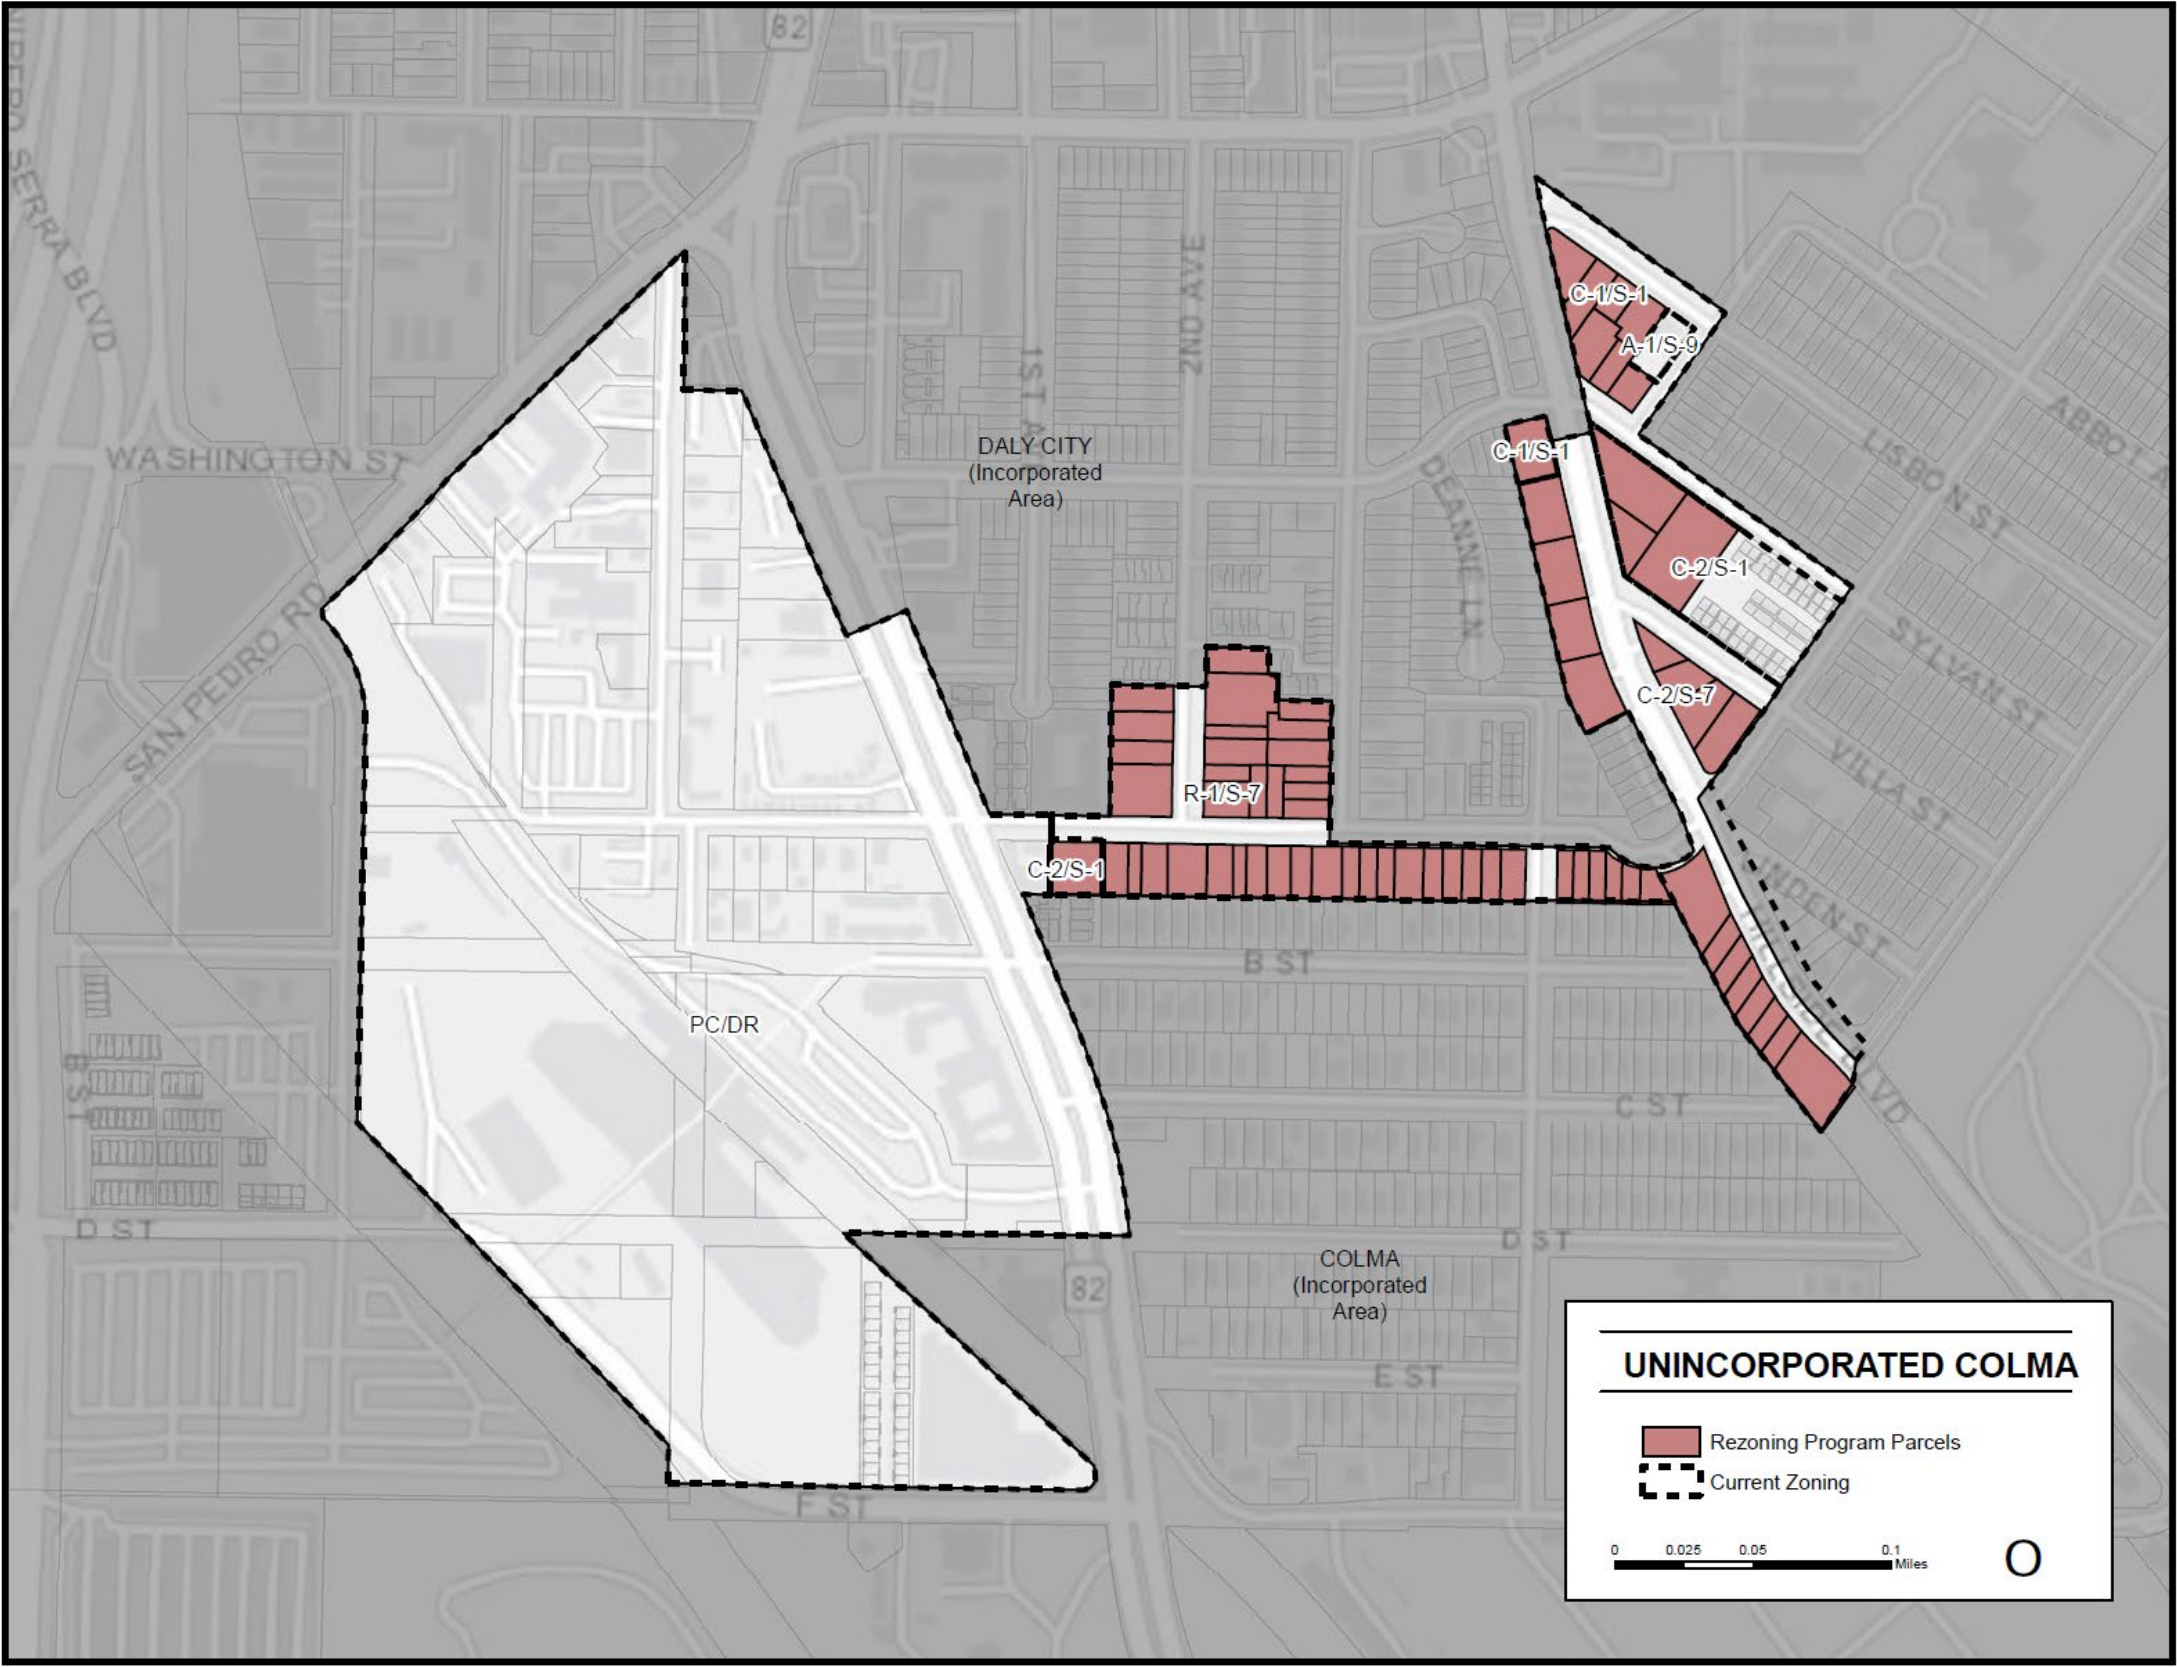 82
SERRA BLVD
2ND AVE
C-1/S-1
A-1/S-9
1ST AVE
ABBOT A
WASHINGTON ST
DALY CITY
(Incorporated
Area)
C-1/S-1
LISBON ST
DEANNE LN
C-2/S-1
SAN PEDRO RD
SYLVAN ST
C-2/S-7
VILLA ST
R-1/S-7
C-2/S-1
LINDEN ST
B ST
HILLSIDE BLVD
PC/DR
B ST
C ST
D ST
D ST
COLMA
(Incorporated
Area)
82
E ST
F ST
UNINCORPORATED COLMA
Rezoning Program Parcels
Current Zoning
0 0.025 0.05 0.1
Miles
O